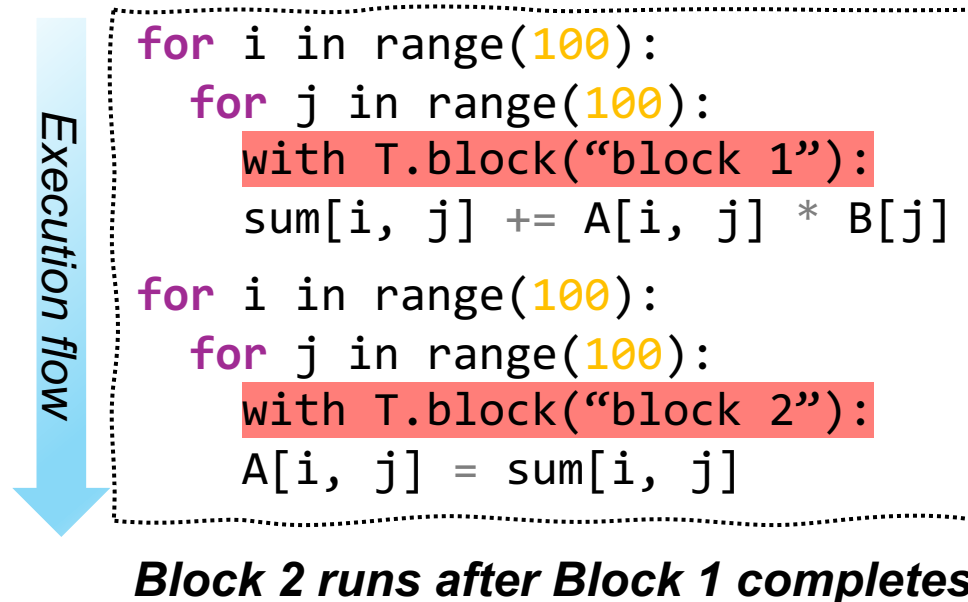 Execution flow
for i in range(100):
for j in range(100):
with T.block(“block 1”):
sum[i, j] += A[i, j] * B[j]
for i in range(100):
for j in range(100):
with T.block(“block 2”):
A[i, j] = sum[i, j]
Block 2 runs after Block 1 completes